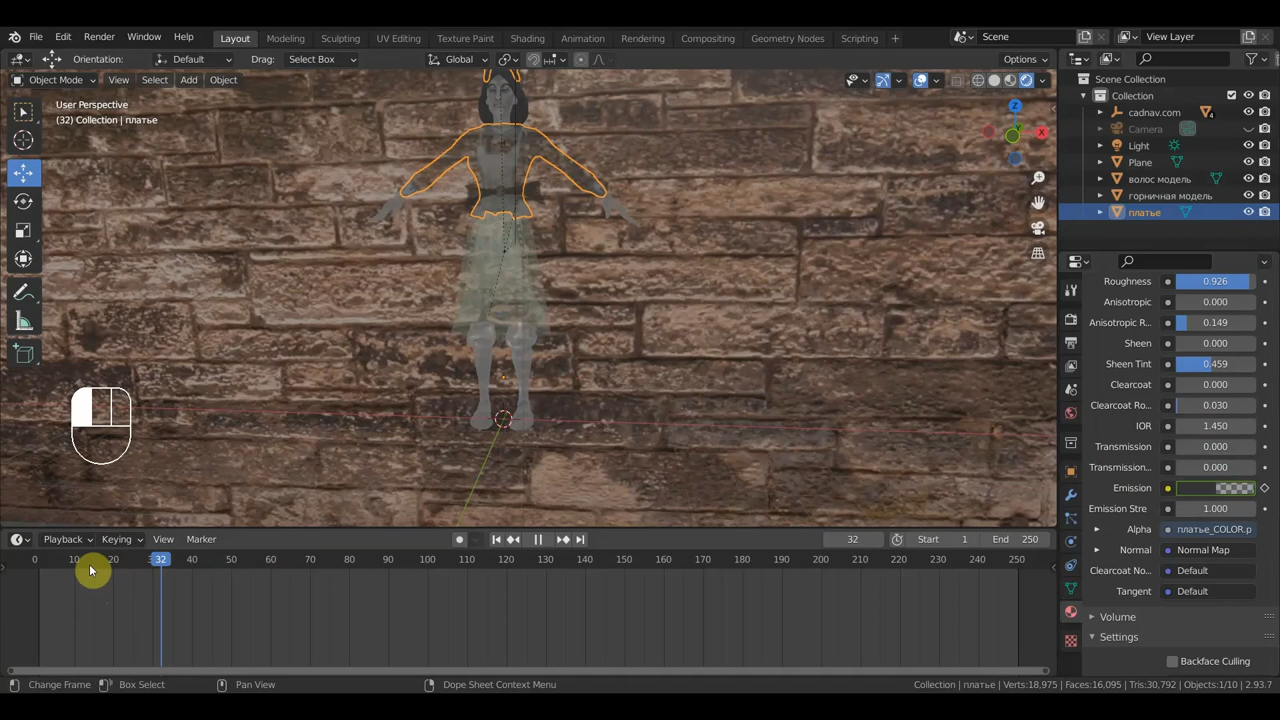 File Edit Render Window Help Layout Modeling Sculpting UV Editing Texture Paint Shading Animation Rendering Compositing Geometry Nodes Scripting + Scene View Layer
Orientation: Default Drag: Select Box Global Options
Object Mode View Select Add Object
User Perspective
(32) Collection | платье
Z
X
Scene Collection
Collection
cadnav.com 4
Camera
Light
Plane
волос модель
горничная модель
платье
Roughness 0.926
Anisotropic 0.000
Anisotropic R... 0.149
Sheen 0.000
Sheen Tint 0.459
Clearcoat 0.000
Clearcoat Ro... 0.030
IOR 1.450
Transmission 0.000
Transmission... 0.000
Emission
Emission Stre 1.000
Alpha платье_COLOR.p
Normal Normal Map
Clearcoat No... Default
Tangent Default
Volume
Settings
Backface Culling
Playback Keying View Marker 32 Start 1 End 250
0 10 20 32 40 50 60 70 80 90 100 110 120 130 140 150 160 170 180 190 200 210 220 230 240 250
Change Frame Box Select Pan View Dope Sheet Context Menu Collection | платье | Verts:18,975 | Faces:16,095 | Tris:30,792 | Objects:1/10 | 2.93.7